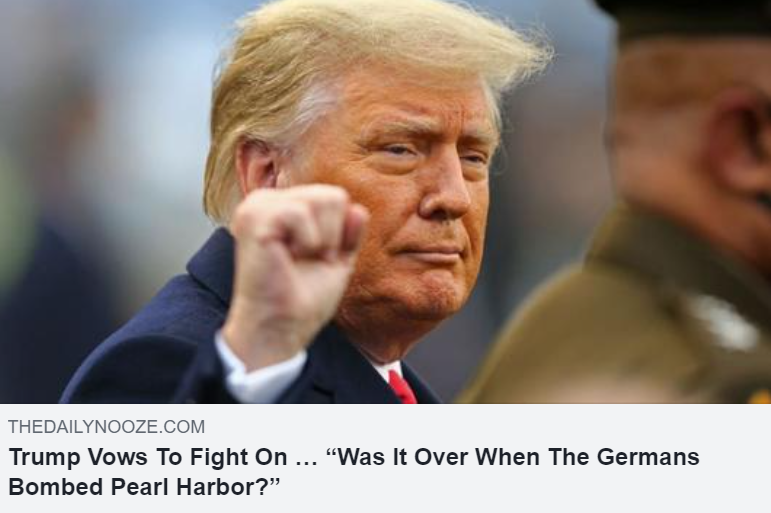 THEDAILYNOOZE.COM
Trump Vows To Fight On … “Was It Over When The Germans
Bombed Pearl Harbor?”